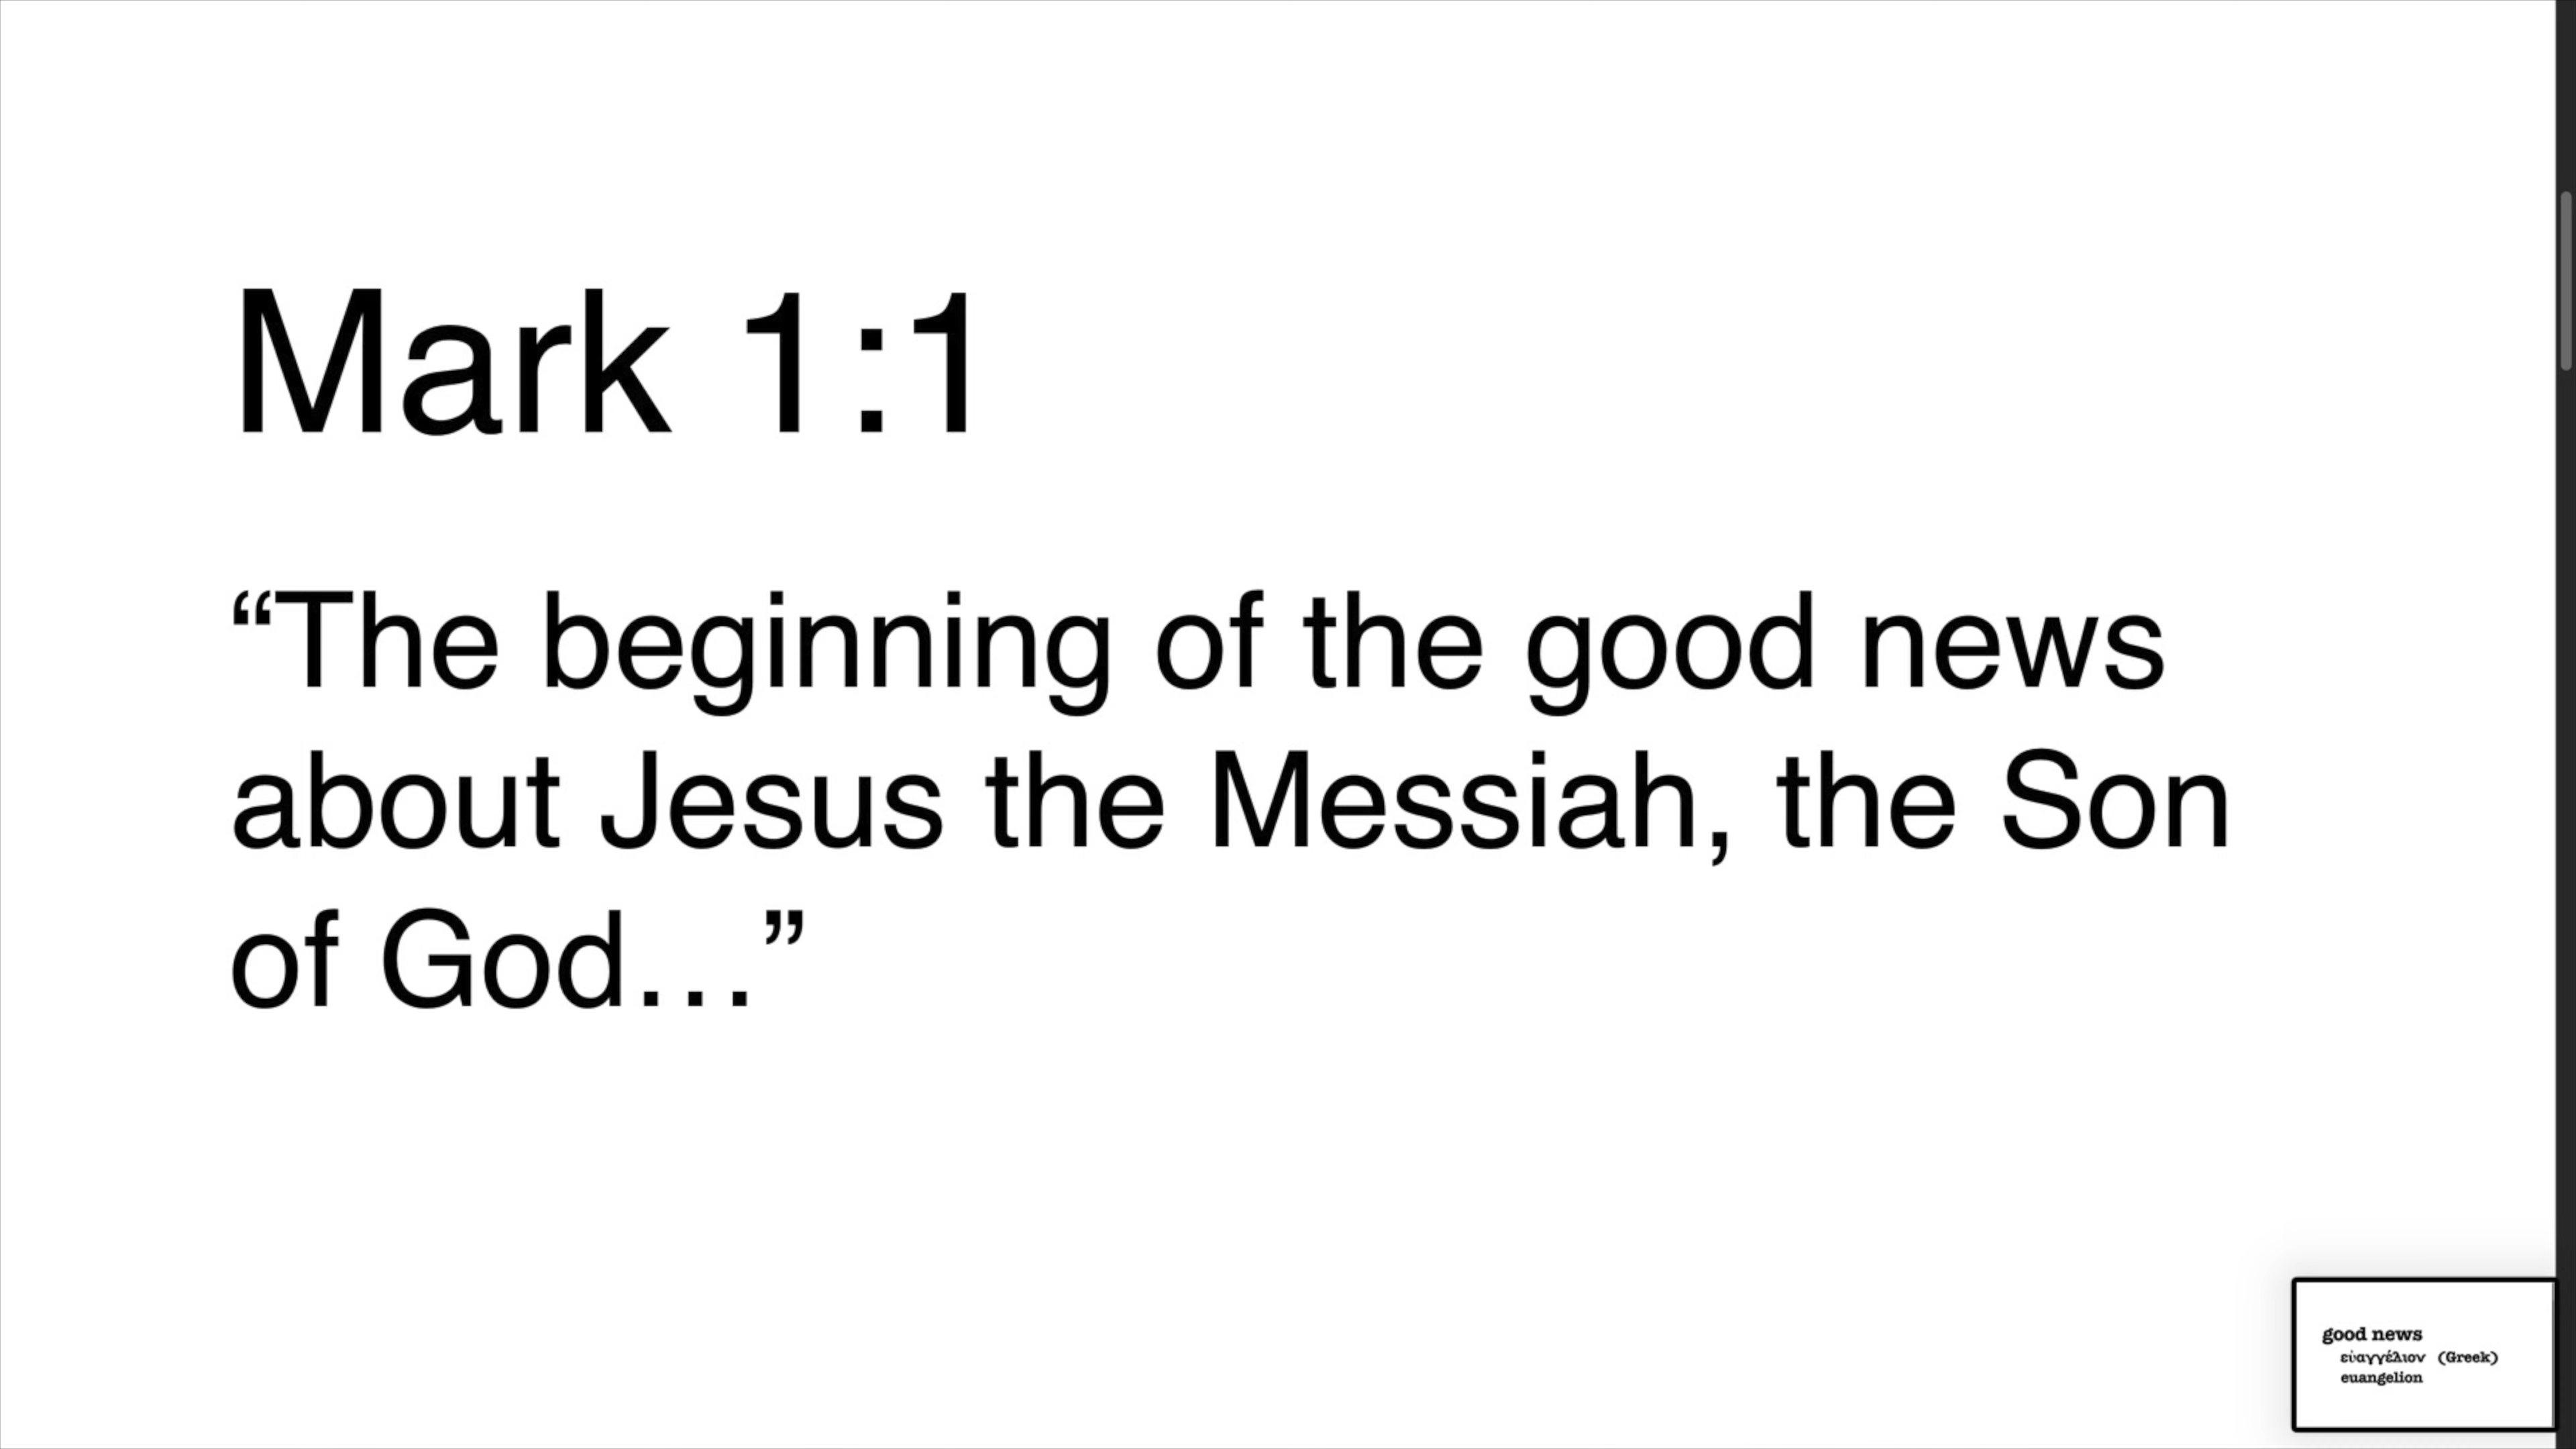 Mark 1:1
“The beginning of the good news
about Jesus the Messiah, the Son
of God…”
good news
εὐαγγέλιον (Greek)
euangelion